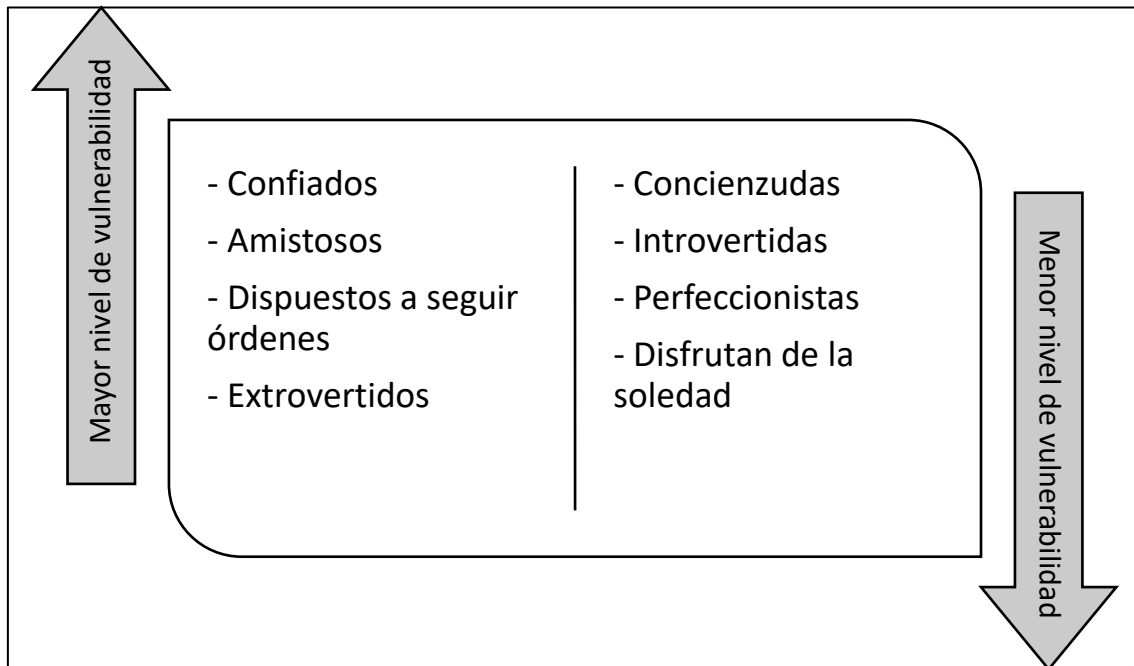 Mayor nivel de vulnerabilidad
- Confiados
- Amistosos
- Dispuestos a seguir
órdenes
- Extrovertidos
- Concienzudas
- Introvertidas
- Perfeccionistas
- Disfrutan de la
soledad
Menor nivel de vulnerabilidad